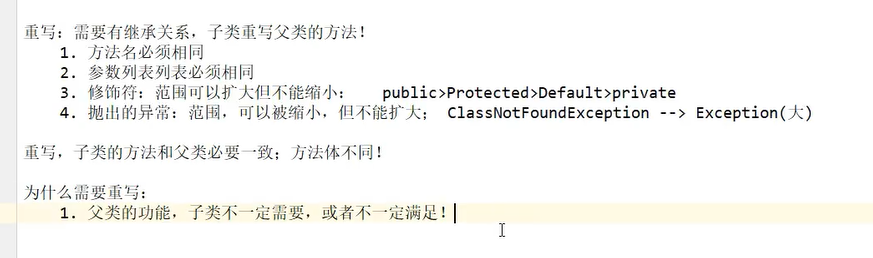 重写：需要有继承关系，子类重写父类的方法！
1. 方法名必须相同
2. 参数列表列表必须相同
3. 修饰符：范围可以扩大但不能缩小： public>Protected>Default>private
4. 抛出的异常：范围，可以被缩小，但不能扩大； ClassNotFoundException --> Exception(大)
重写，子类的方法和父类必要一致；方法体不同！
为什么需要重写：
1. 父类的功能，子类不一定需要，或者不一定满足！